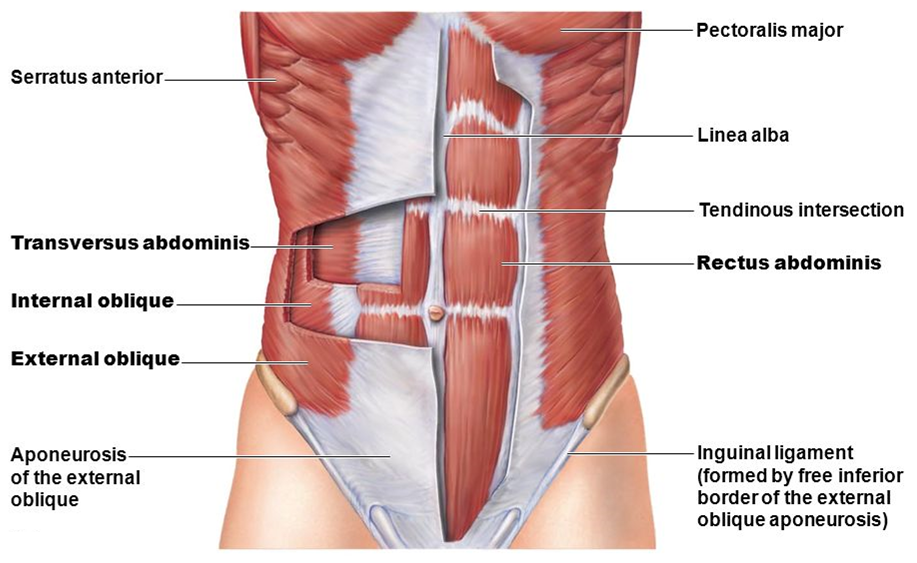 Serratus anterior
Transversus abdominis
Internal oblique
External oblique
Aponeurosis
of the external
oblique
Pectoralis major
Linea alba
Tendinous intersection
Rectus abdominis
Inguinal ligament
(formed by free inferior
border of the external
oblique aponeurosis)